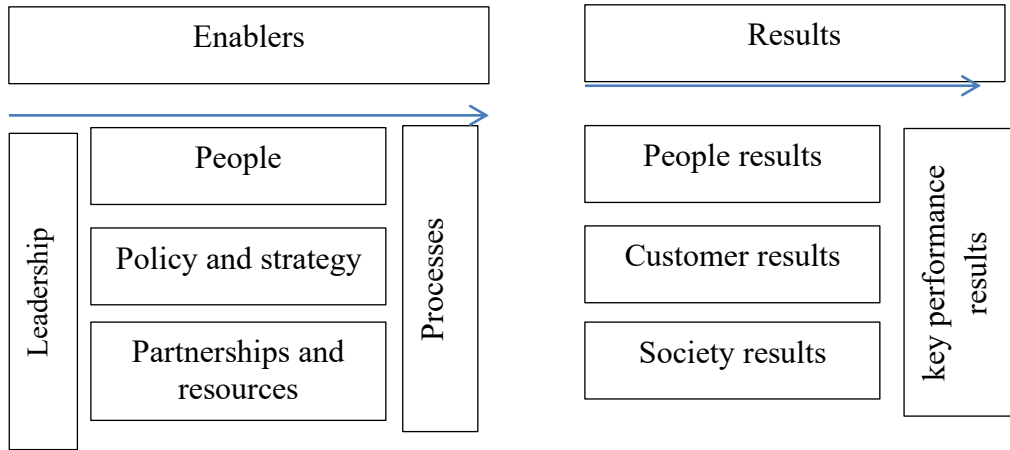 Enablers
Results
Leadership
People
Policy and strategy
Partnerships and
resources
Processes
People results
Customer results
Society results
key performance
results